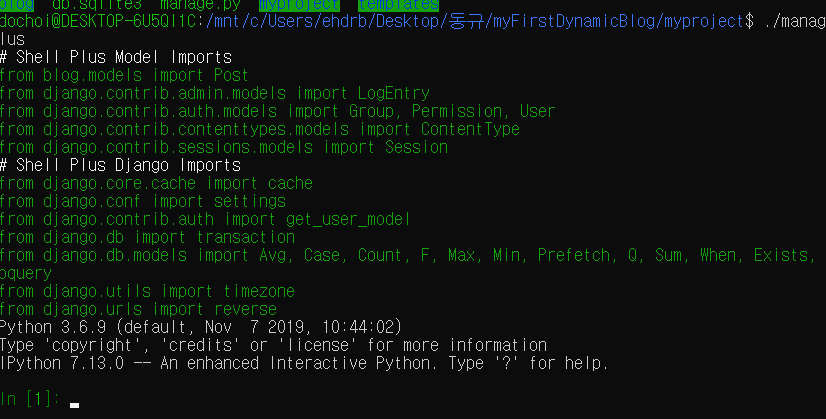 blog  db.sqlite3  manage.py  myproject  templates
dochoi@DESKTOP-6U5QI1C:/mnt/c/Users/ehdrb/Desktop/동규/myFirstDynamicBlog/myproject$ ./manag
lus
# Shell Plus Model Imports
from blog.models import Post
from django.contrib.admin.models import LogEntry
from django.contrib.auth.models import Group, Permission, User
from django.contrib.contenttypes.models import ContentType
from django.contrib.sessions.models import Session
# Shell Plus Django Imports
from django.core.cache import cache
from django.conf import settings
from django.contrib.auth import get_user_model
from django.db import transaction
from django.db.models import Avg, Case, Count, F, Max, Min, Prefetch, Q, Sum, When, Exists,
oquery
from django.utils import timezone
from django.urls import reverse
Python 3.6.9 (default, Nov  7 2019, 10:44:02)
Type 'copyright', 'credits' or 'license' for more information
IPython 7.13.0 -- An enhanced Interactive Python. Type '?' for help.
In [1]: